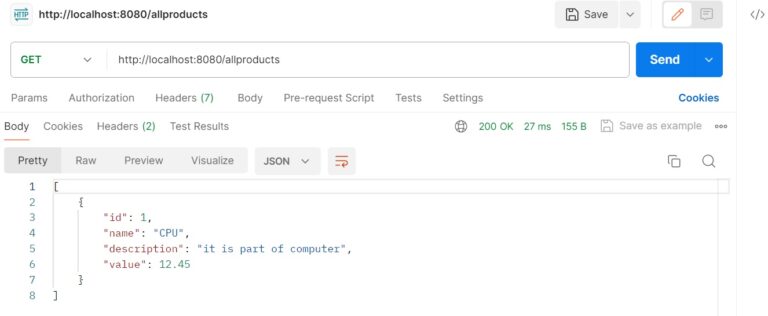 HTTP http://localhost:8080/allproducts Save </>
GET http://localhost:8080/allproducts Send
Params Authorization Headers (7) Body Pre-request Script Tests Settings Cookies
Body Cookies Headers (2) Test Results 200 OK 27 ms 155 B Save as example
Pretty Raw Preview Visualize JSON
1 [
2 {
3 "id": 1,
4 "name": "CPU",
5 "description": "it is part of computer",
6 "value": 12.45
7 }
8 ]